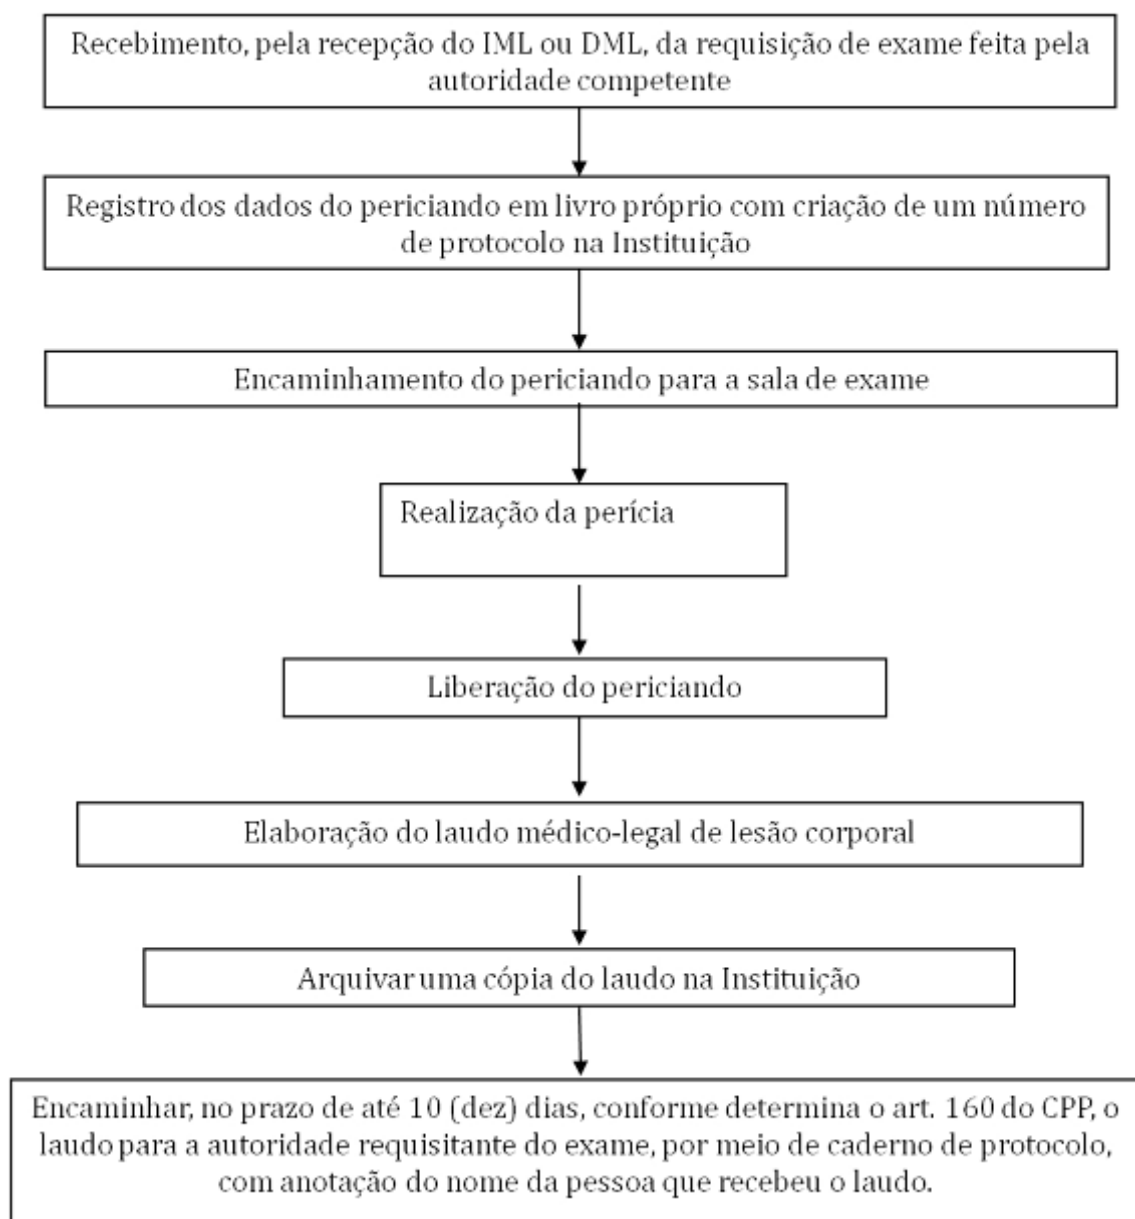 Recebimento, pela recepção do IML ou DML, da requisição de exame feita pela
autoridade competente
Registro dos dados do periciando em livro próprio com criação de um número
de protocolo na Instituição
Encaminhamento do periciando para a sala de exame
Realização da perícia
Liberação do periciando
Elaboração do laudo médico-legal de lesão corporal
Arquivar uma cópia do laudo na Instituição
Encaminhar, no prazo de até 10 (dez) dias, conforme determina o art. 160 do CPP, o
laudo para a autoridade requisitante do exame, por meio de caderno de protocolo,
com anotação do nome da pessoa que recebeu o laudo.